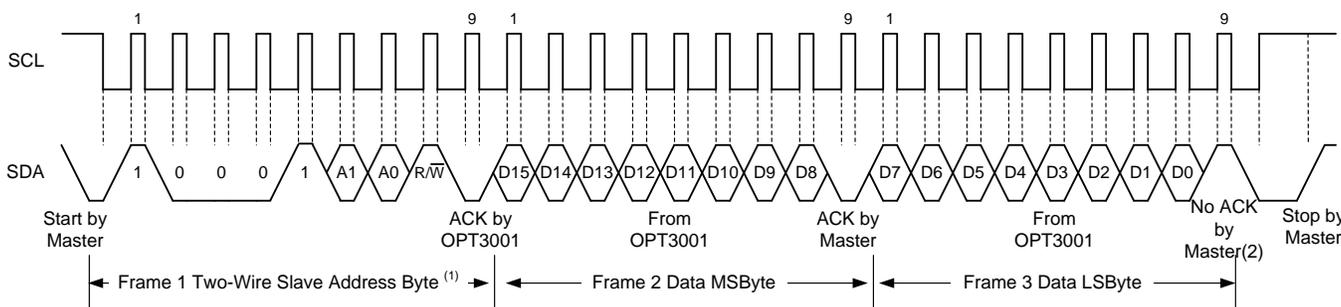 1 9 1 9 1 9
SCL
SDA
1 0 0 0 1 A1 A0 R/W̅ D15 D14 D13 D12 D11 D10 D9 D8 D7 D6 D5 D4 D3 D2 D1 D0
Start by
Master
ACK by
OPT3001
From
OPT3001
ACK by
Master
From
OPT3001
No ACK
by
Master(2)
Stop by
Master
Frame 1 Two-Wire Slave Address Byte (1)
Frame 2 Data MSByte
Frame 3 Data LSByte